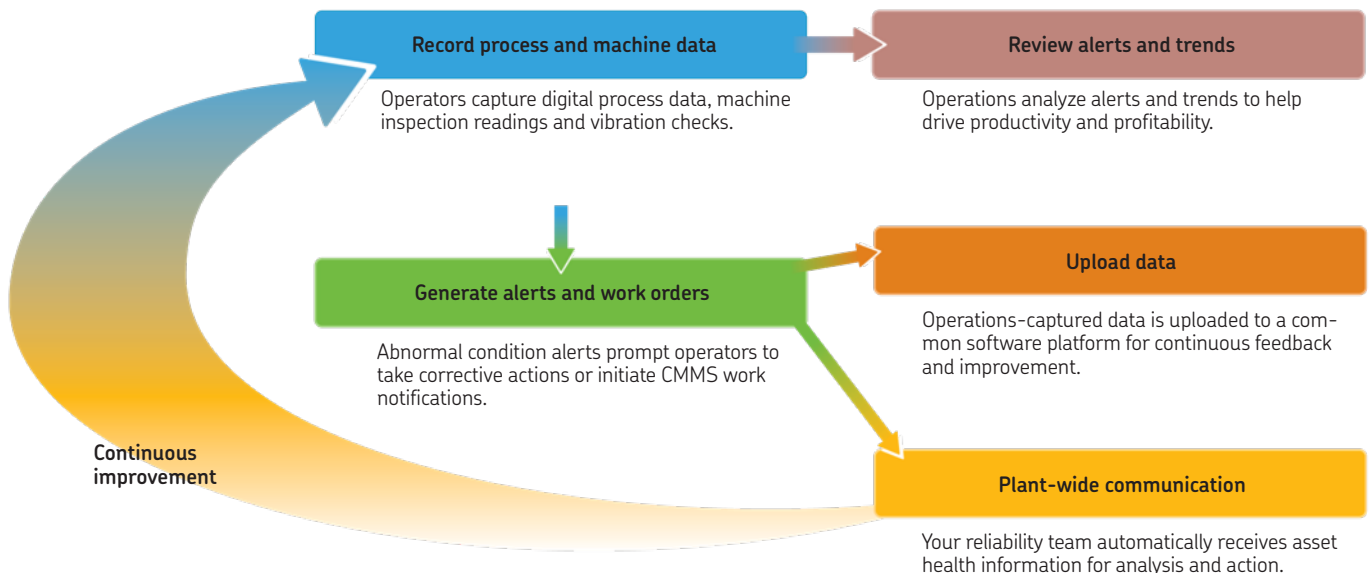 Record process and machine data
Operators capture digital process data, machine
inspection readings and vibration checks.
Review alerts and trends
Operations analyze alerts and trends to help
drive productivity and profitability.
Generate alerts and work orders
Abnormal condition alerts prompt operators to
take corrective actions or initiate CMMS work
notifications.
Upload data
Operations-captured data is uploaded to a com-
mon software platform for continuous feedback
and improvement.
Plant-wide communication
Your reliability team automatically receives asset
health information for analysis and action.
Continuous
improvement